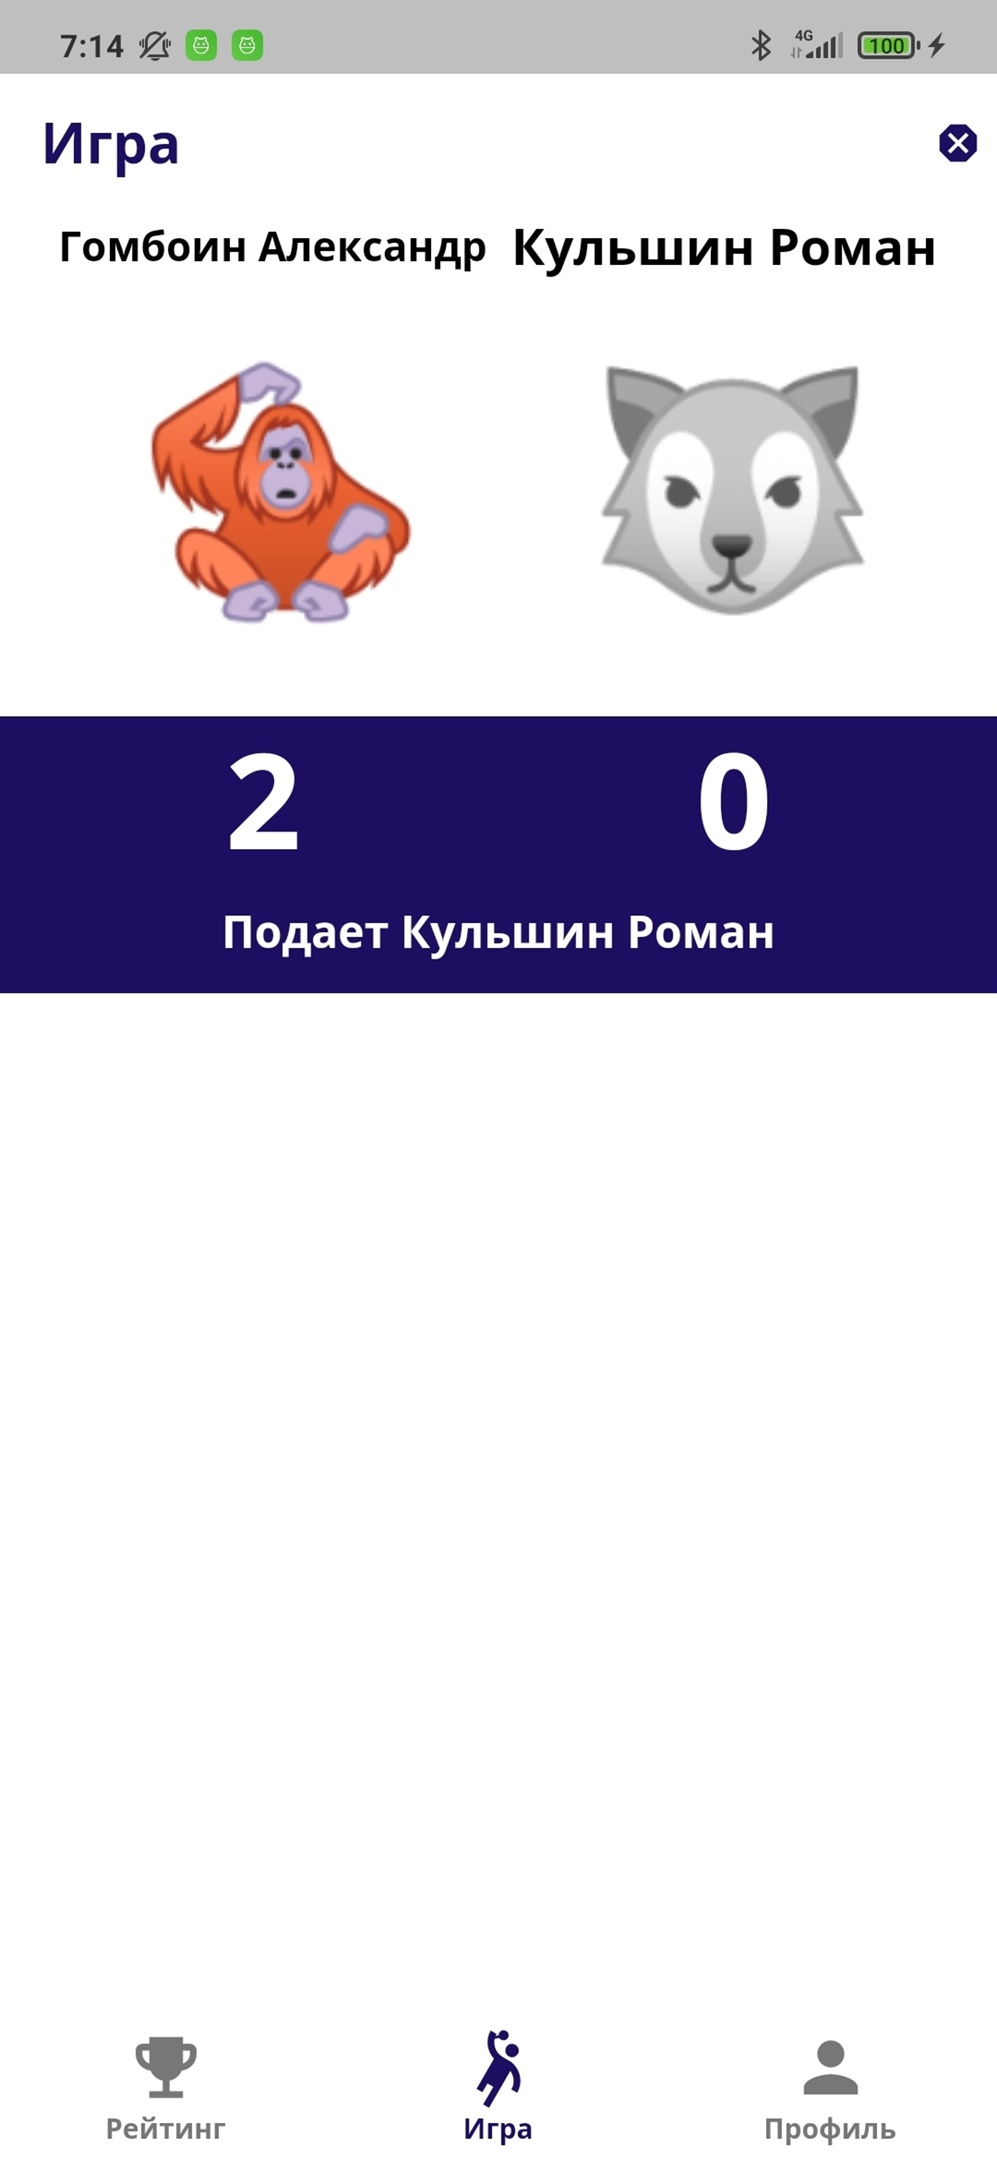 7:14 4G 100
Игра
Гомбоин Александр Кульшин Роман
2 0
Подает Кульшин Роман
Рейтинг Игра Профиль